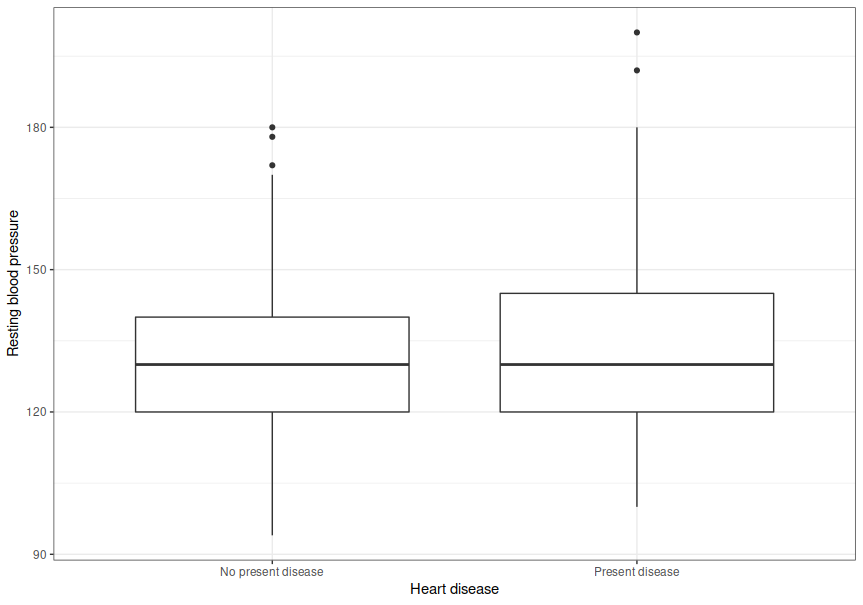 Resting blood pressure
180
150
120
90
No present disease
Present disease
Heart disease